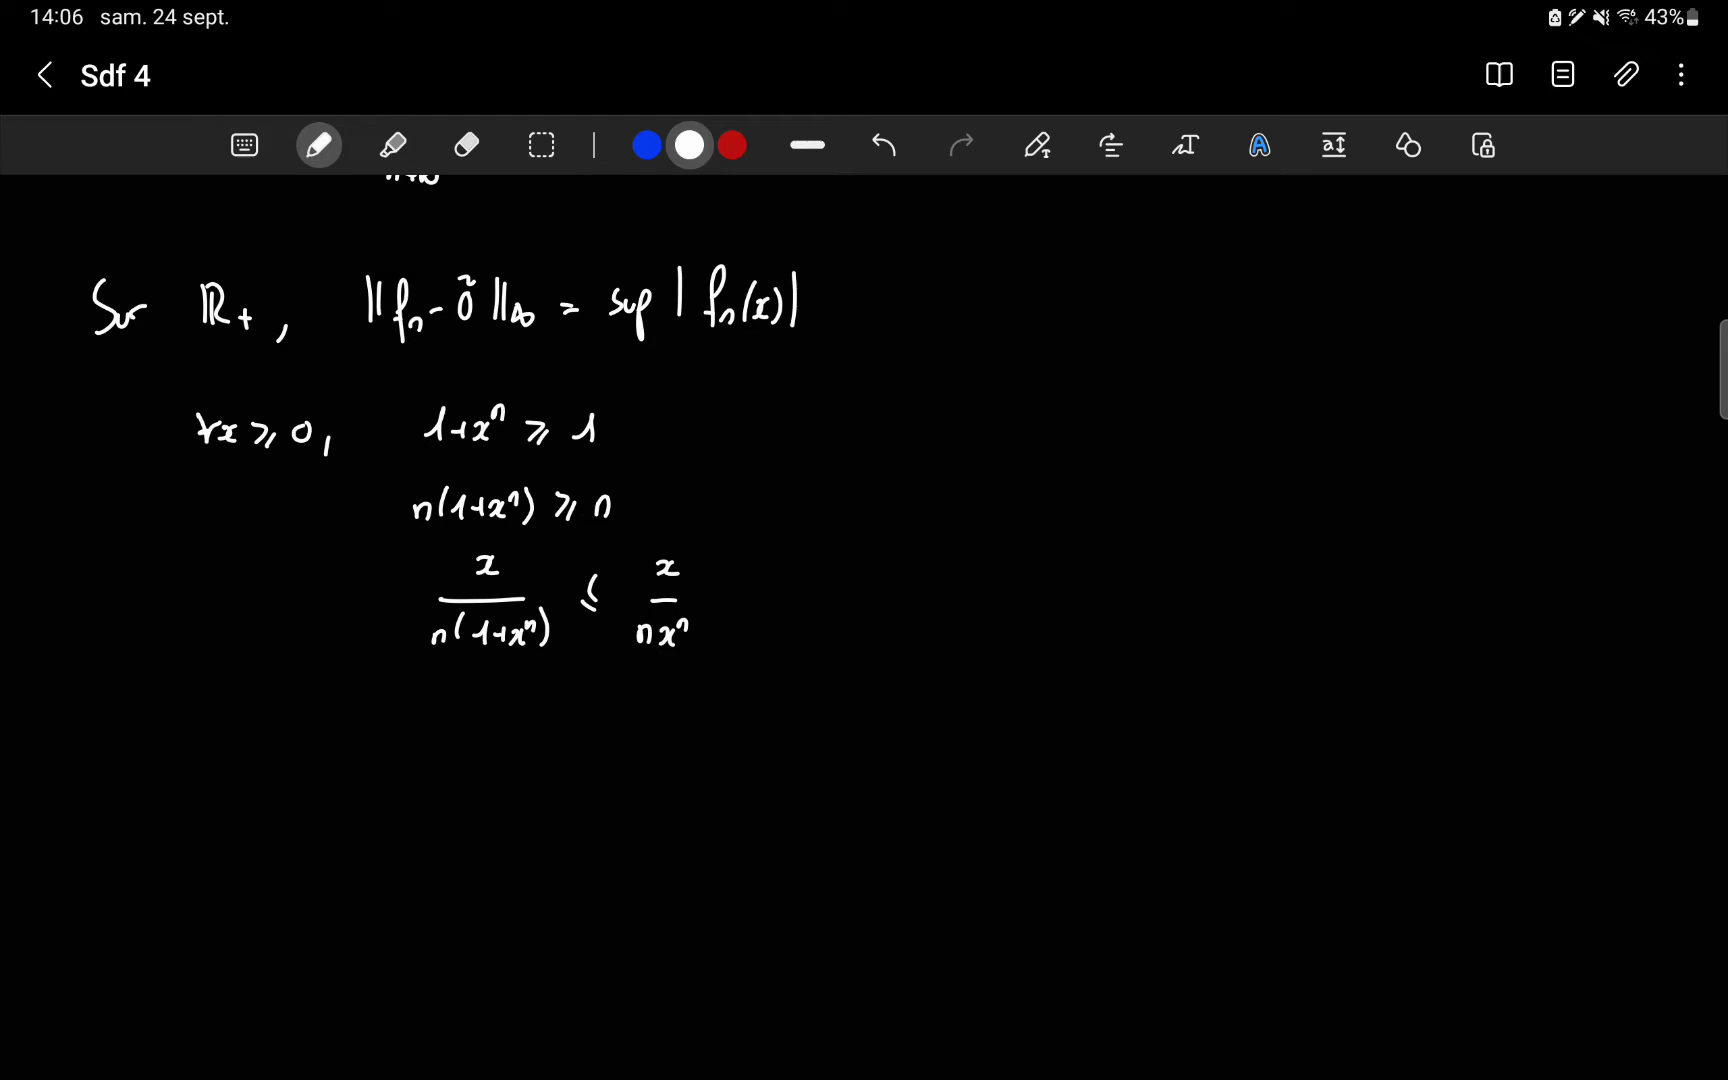 14:06 sam. 24 sept. 43%
Sdf 4
Sur ℝ₊, ||fₙ - õ||∞ = sup | fₙ(x)|
∀x ⩾ 0, 1+xⁿ ⩾ 1
n(1+xⁿ) ⩾ n
x/(n(1+xⁿ)) ⩽ x/(nxⁿ)